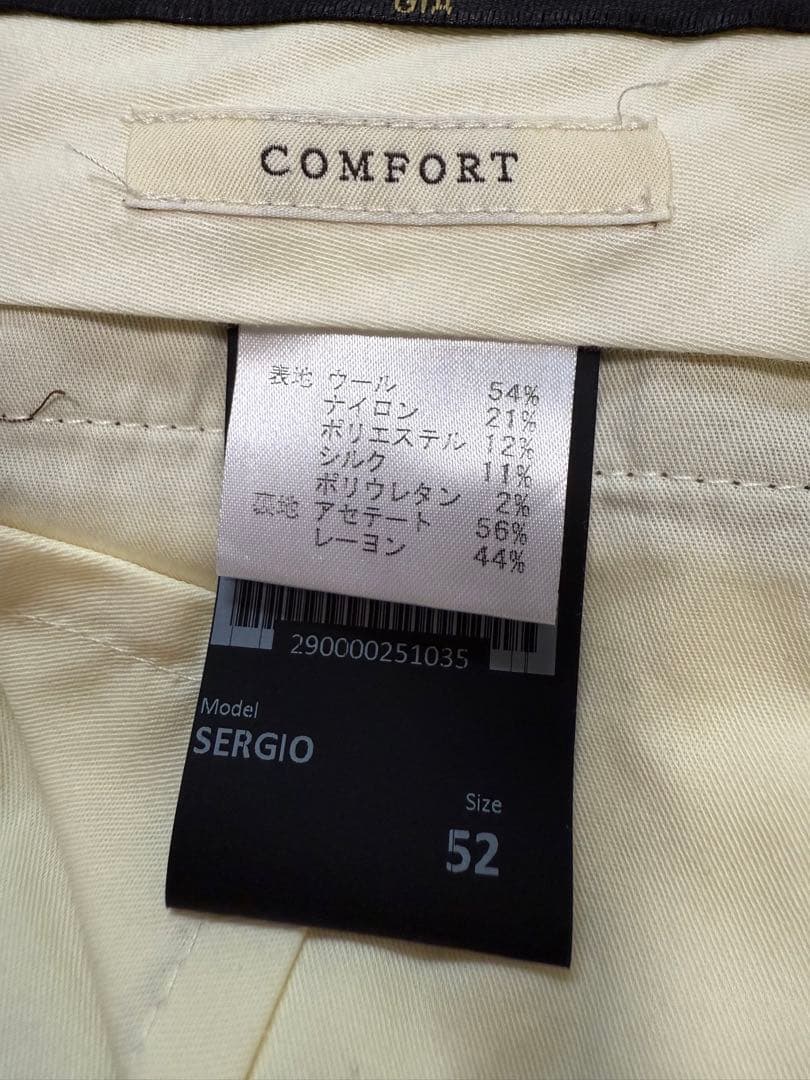 COMFORT
表地 ウール 54%
ナイロン 21%
ポリエステル 12%
シルク 11%
ポリウレタン 2%
裏地 アセテート 56%
レーヨン 44%
290000251035
Model
SERGIO
Size
52